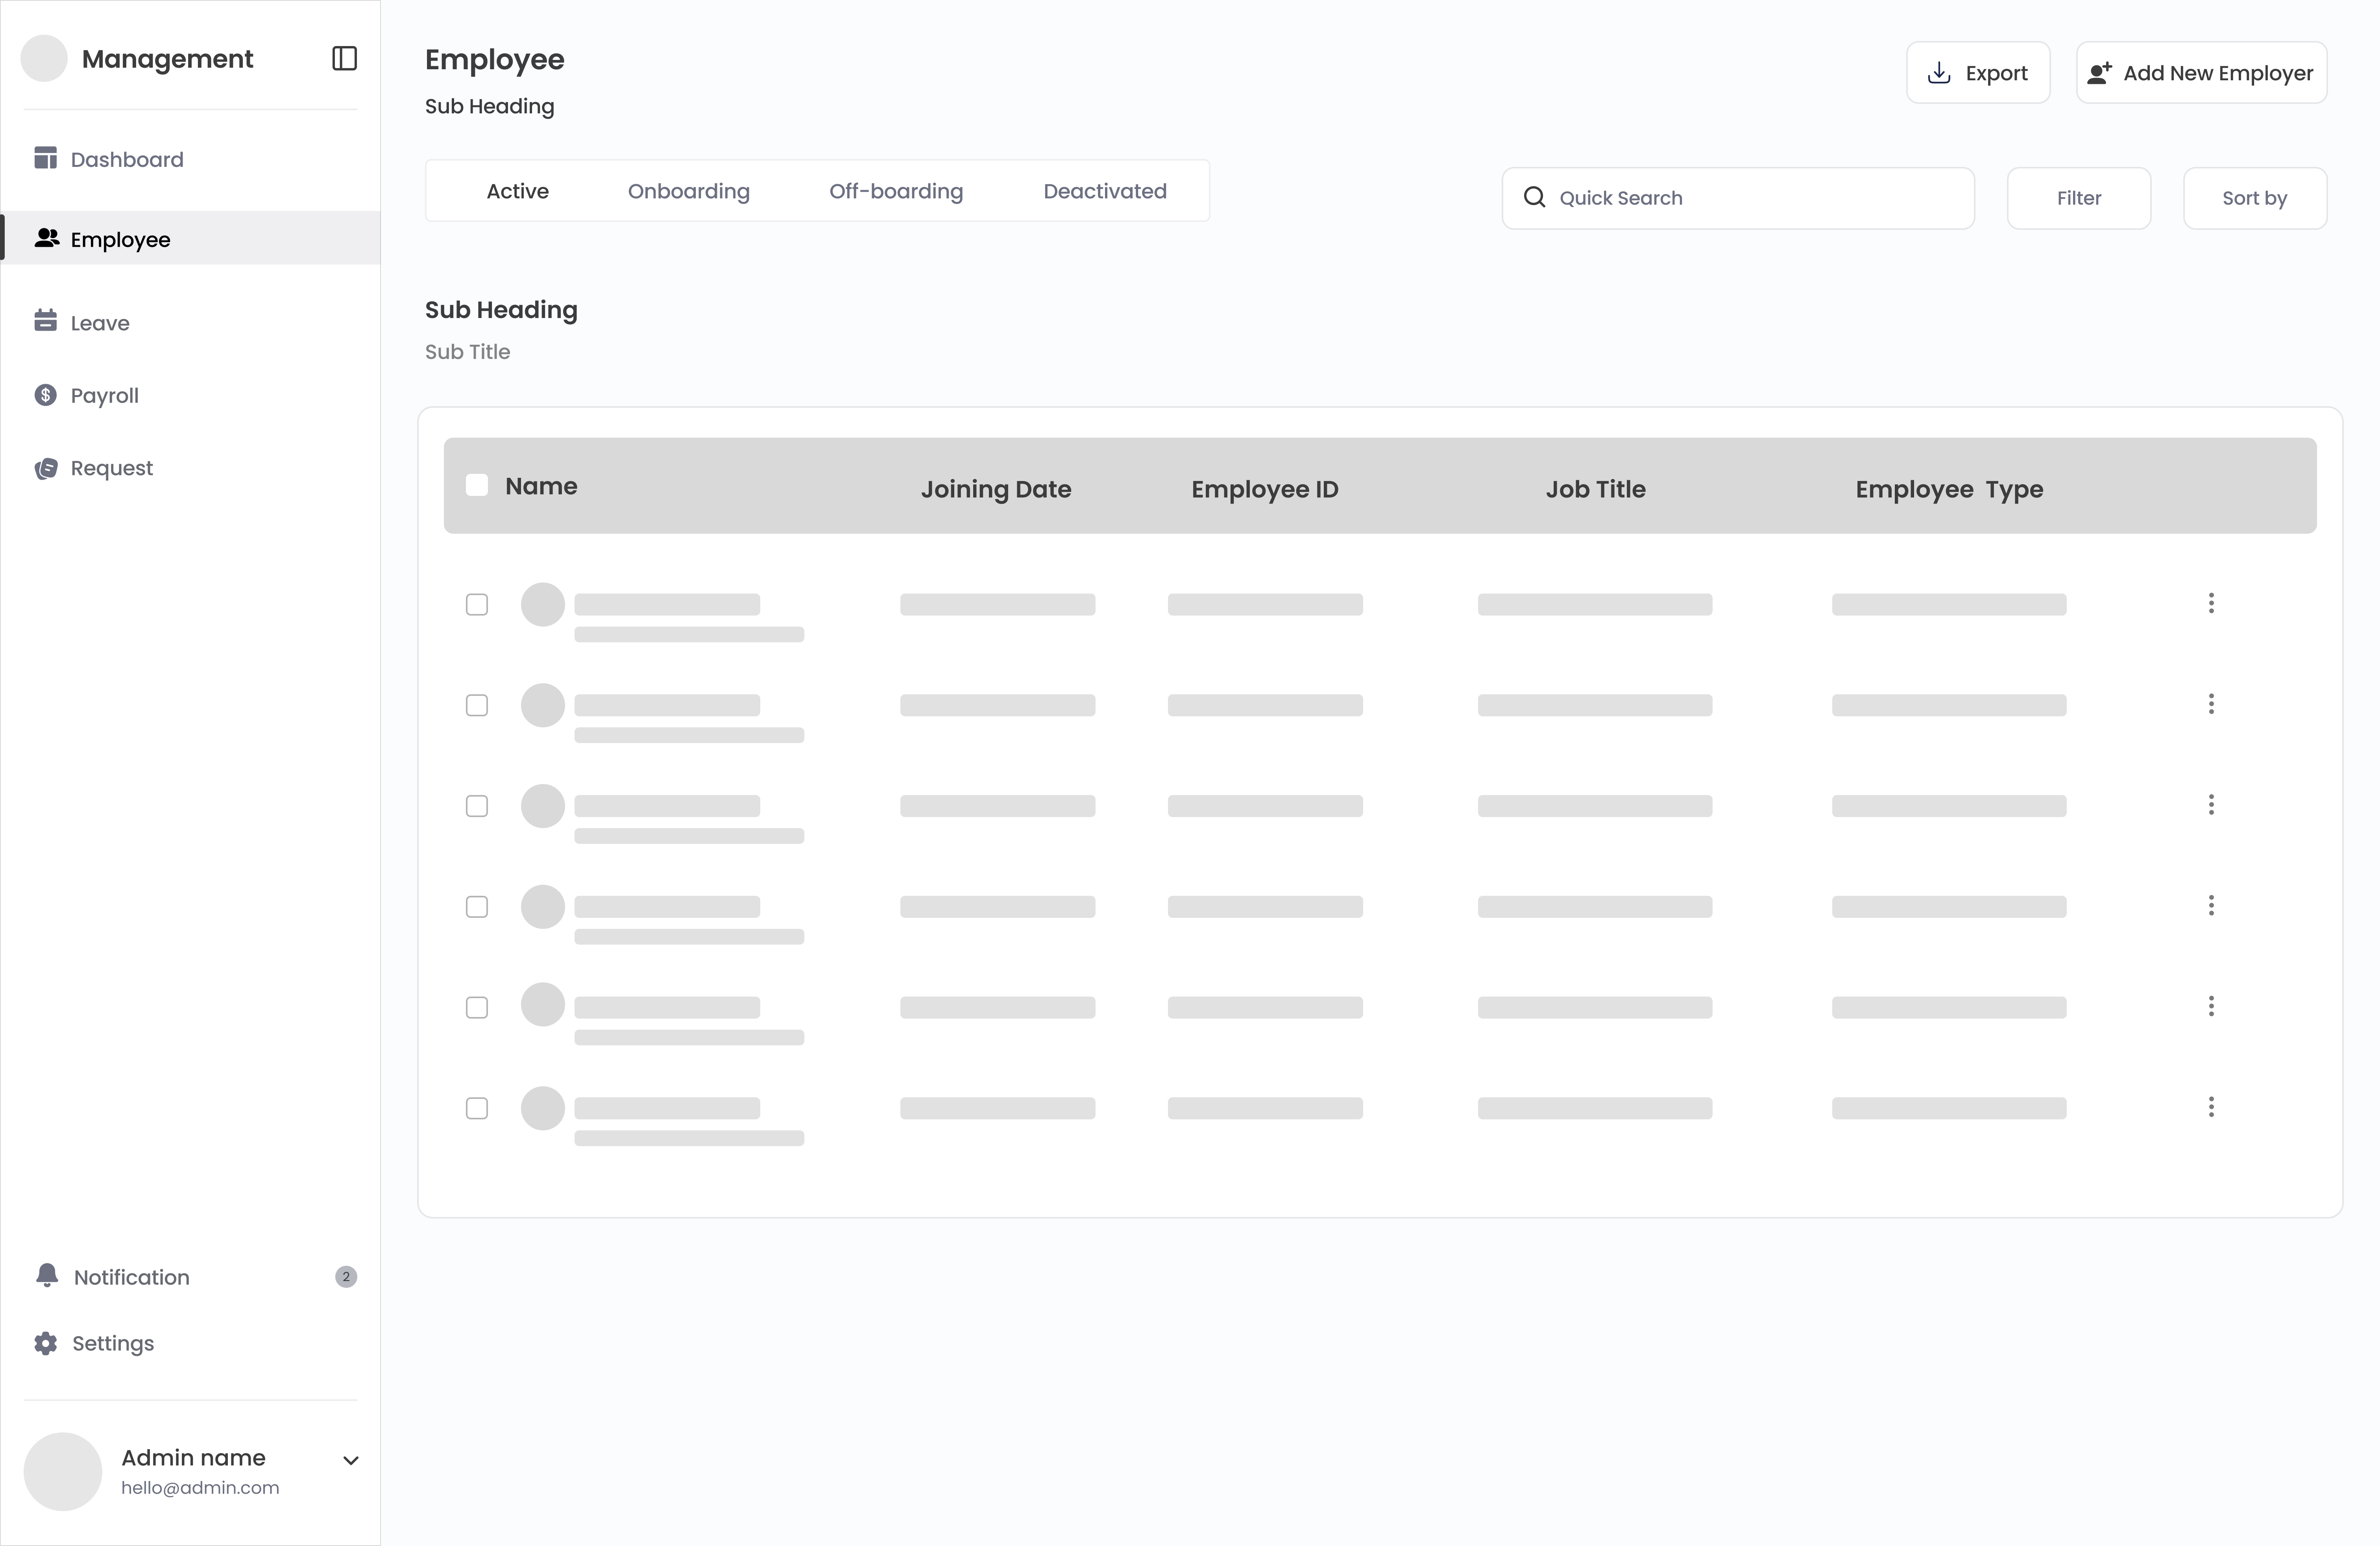 Management
Dashboard
Employee
Leave
Payroll
Request
Notification 2
Settings
Admin name
hello@admin.com
Employee
Sub Heading
Export
Add New Employer
Active Onboarding Off-boarding Deactivated
Quick Search
Filter
Sort by
Sub Heading
Sub Title
Name Joining Date Employee ID Job Title Employee Type